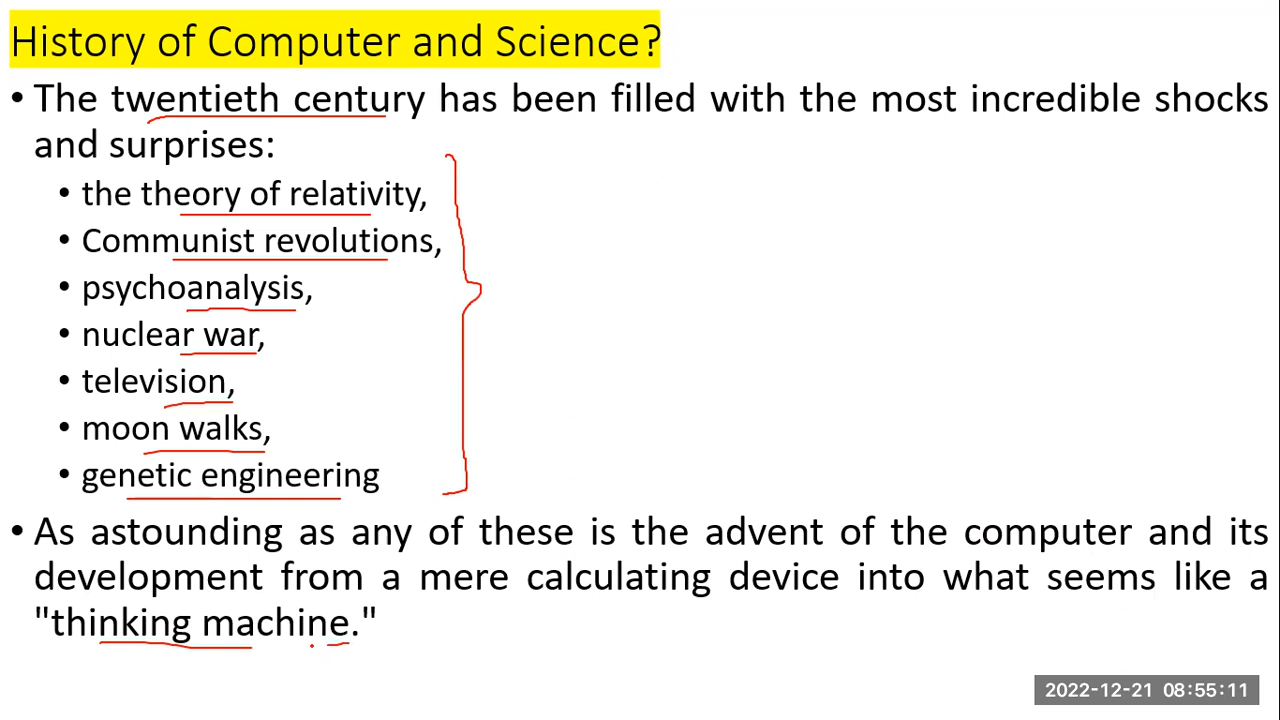 History of Computer and Science?
• The twentieth century has been filled with the most incredible shocks
and surprises:
• the theory of relativity,
• Communist revolutions,
• psychoanalysis,
• nuclear war,
• television,
• moon walks,
• genetic engineering
• As astounding as any of these is the advent of the computer and its
development from a mere calculating device into what seems like a
"thinking machine."
2022-12-21 08:55:11